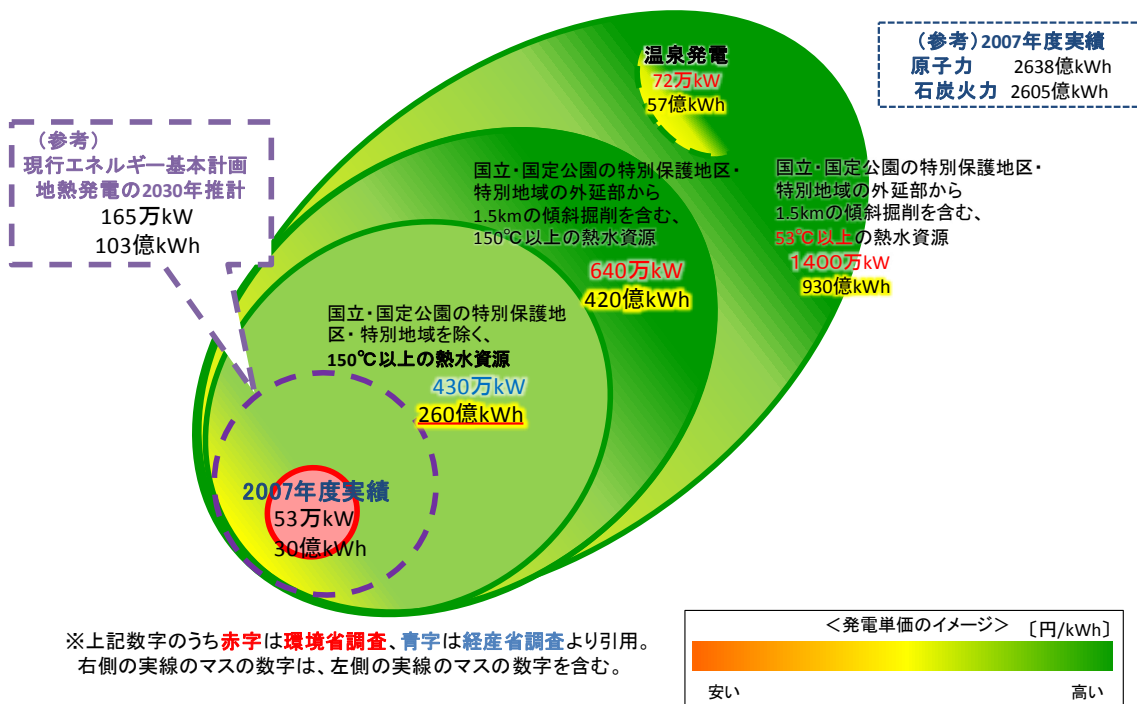 温泉発電
72万kW
57億kWh
(参考)2007年度実績
原子力 2638億kWh
石炭火力 2605億kWh
(参考)
現行エネルギー基本計画
地熱発電の2030年推計
165万kW
103億kWh
国立・国定公園の特別保護地区・
特別地域の外延部から
1.5kmの傾斜掘削を含む、
150℃以上の熱水資源
640万kW
420億kWh
国立・国定公園の特別保護地区・
特別地域の外延部から
1.5kmの傾斜掘削を含む、
53℃以上の熱水資源
1400万kW
930億kWh
国立・国定公園の特別保護地
区・特別地域を除く、
150℃以上の熱水資源
430万kW
260億kWh
2007年度実績
53万kW
30億kWh
※上記数字のうち赤字は環境省調査、青字は経産省調査より引用。
右側の実線のマスの数字は、左側の実線のマスの数字を含む。
<発電単価のイメージ> 〔円/kWh〕
安い 高い